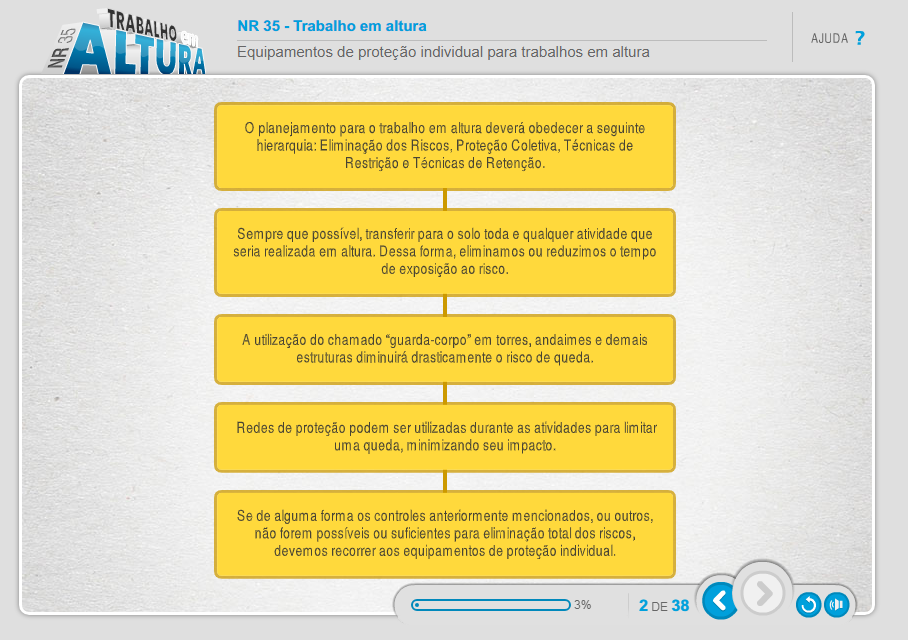 NR 35
TRABALHO em
ALTURA
NR 35 - Trabalho em altura
Equipamentos de proteção individual para trabalhos em altura
AJUDA ?
O planejamento para o trabalho em altura deverá obedecer a seguinte
hierarquia: Eliminação dos Riscos, Proteção Coletiva, Técnicas de
Restrição e Técnicas de Retenção.
Sempre que possível, transferir para o solo toda e qualquer atividade que
seria realizada em altura. Dessa forma, eliminamos ou reduzimos o tempo
de exposição ao risco.
A utilização do chamado “guarda-corpo” em torres, andaimes e demais
estruturas diminuirá drasticamente o risco de queda.
Redes de proteção podem ser utilizadas durante as atividades para limitar
uma queda, minimizando seu impacto.
Se de alguma forma os controles anteriormente mencionados, ou outros,
não forem possíveis ou suficientes para eliminação total dos riscos,
devemos recorrer aos equipamentos de proteção individual.
3%
2 DE 38